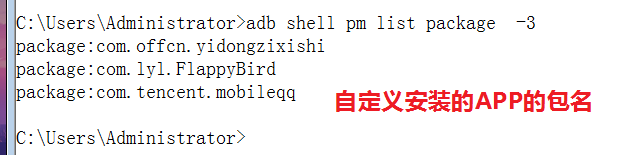 C:\Users\Administrator>adb shell pm list package  -3
package:com.offcn.yidongzixishi
package:com.lyl.FlappyBird
package:com.tencent.mobileqq
自定义安装的APP的包名
C:\Users\Administrator>